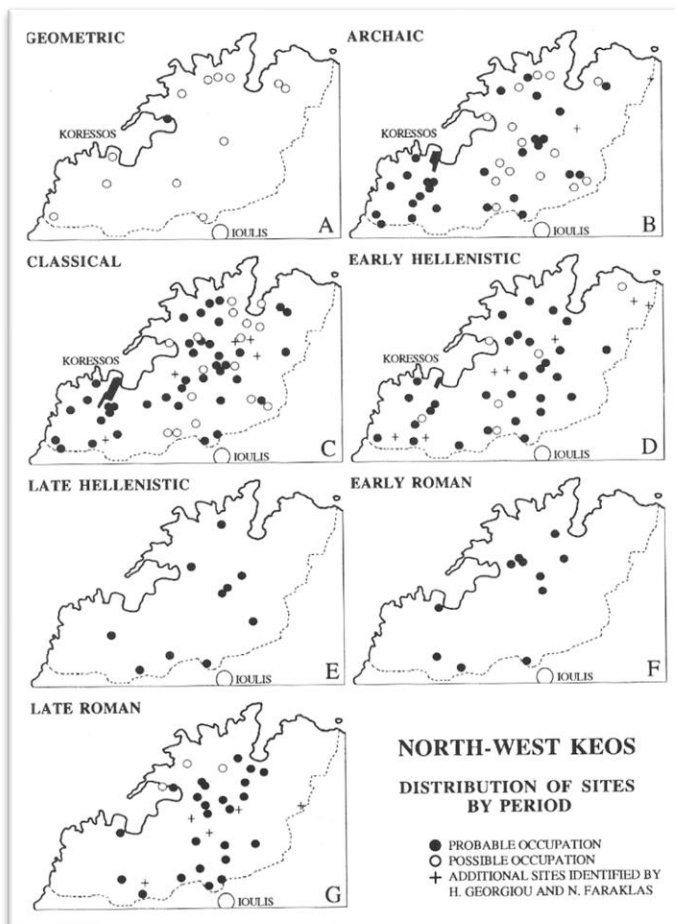 GEOMETRIC
KORESSOS
IOULIS
A
ARCHAIC
KORESSOS
IOULIS
B
CLASSICAL
KORESSOS
IOULIS
C
EARLY HELLENISTIC
KORESSOS
IOULIS
D
LATE HELLENISTIC
IOULIS
E
EARLY ROMAN
IOULIS
F
LATE ROMAN
IOULIS
G
NORTH-WEST KEOS
DISTRIBUTION OF SITES
BY PERIOD
PROBABLE OCCUPATION
POSSIBLE OCCUPATION
ADDITIONAL SITES IDENTIFIED BY
H. GEORGIOU AND N. FARAKLAS